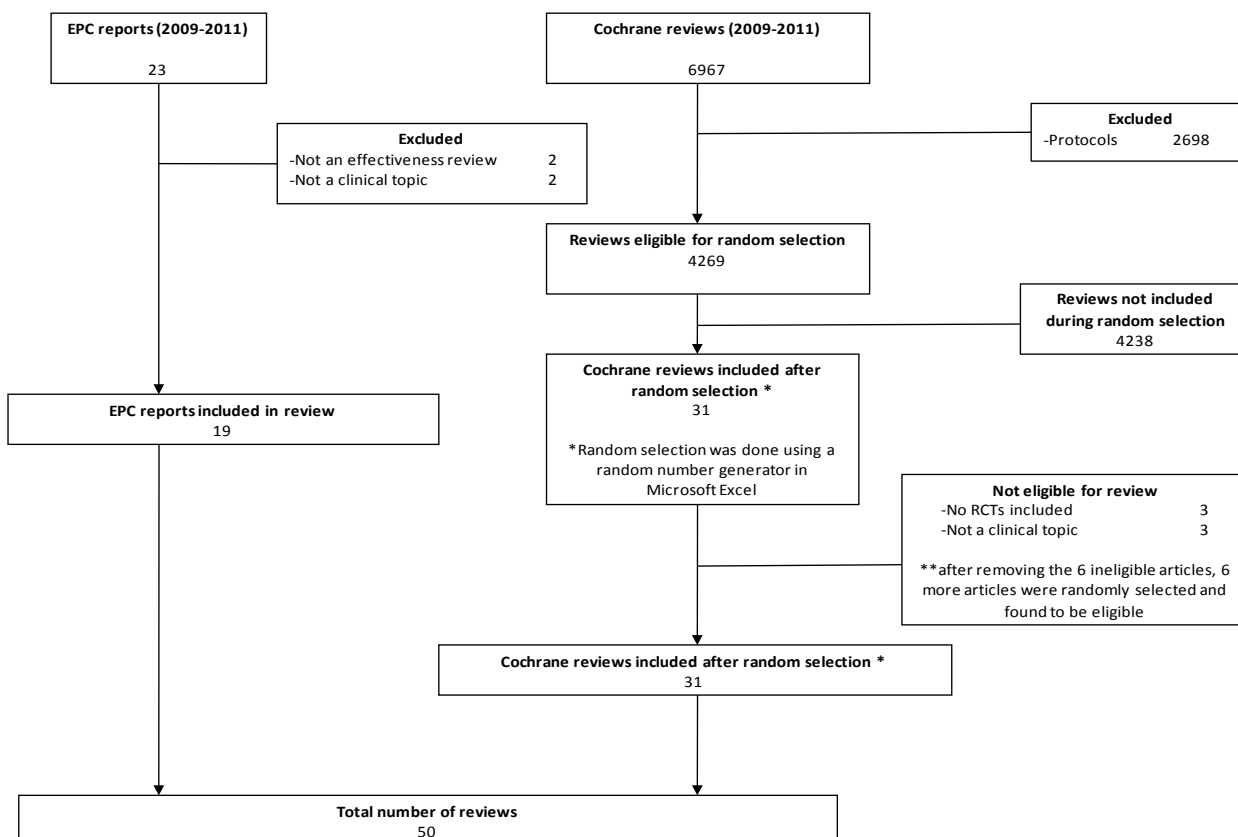 EPC reports (2009-2011)
23
Cochrane reviews (2009-2011)
6967
Excluded
-Not an effectiveness review 2
-Not a clinical topic 2
Excluded
-Protocols 2698
Reviews eligible for random selection
4269
Reviews not included
during random selection
4238
Cochrane reviews included after
random selection *
31
*Random selection was done using a
random number generator in
Microsoft Excel
EPC reports included in review
19
Not eligible for review
-No RCTs included 3
-Not a clinical topic 3
**after removing the 6 ineligible articles, 6
more articles were randomly selected and
found to be eligible
Cochrane reviews included after random selection *
31
Total number of reviews
50